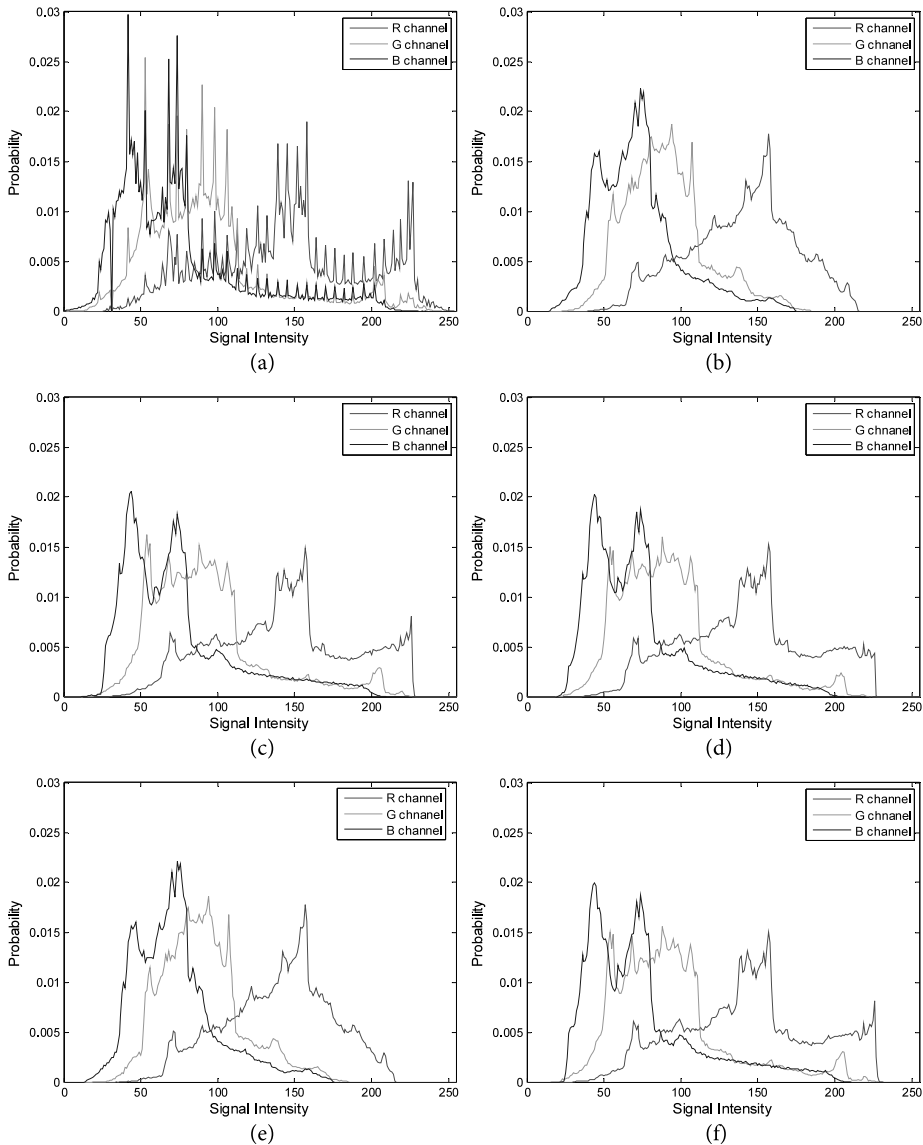 0.03
0.025
0.02
0.015
0.01
0.005
0
Probability
0 50 100 150 200 250
Signal Intensity
R channel
G chnanel
B channel
(a)
0.03
0.025
0.02
0.015
0.01
0.005
0
Probability
0 50 100 150 200 250
Signal Intensity
R channel
G chnanel
B channel
(b)
0.03
0.025
0.02
0.015
0.01
0.005
0
Probability
0 50 100 150 200 250
Signal Intensity
R channel
G chnanel
B channel
(c)
0.03
0.025
0.02
0.015
0.01
0.005
0
Probability
0 50 100 150 200 250
Signal Intensity
R channel
G chnanel
B channel
(d)
0.03
0.025
0.02
0.015
0.01
0.005
0
Probability
0 50 100 150 200 250
Signal Intensity
R channel
G chnanel
B channel
(e)
0.03
0.025
0.02
0.015
0.01
0.005
0
Probability
0 50 100 150 200 250
Signal Intensity
R channel
G chnanel
B channel
(f)